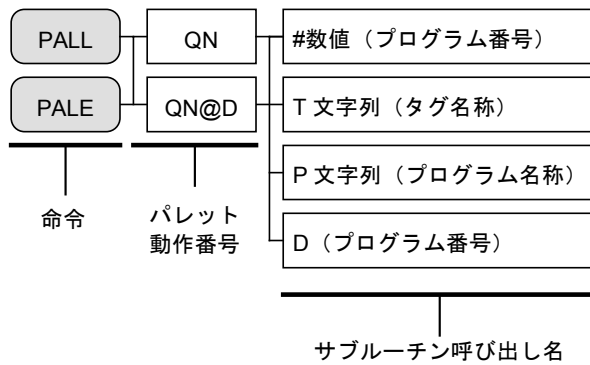 PALL QN #数値（プログラム番号）
PALE QN@D T 文字列（タグ名称）
P 文字列（プログラム名称）
D（プログラム番号）
命令
パレット
動作番号
サブルーチン呼び出し名